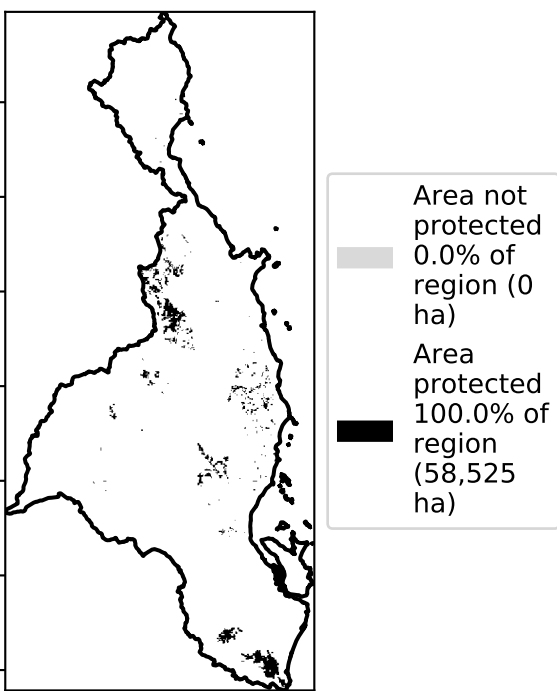 Area not
protected
0.0% of
region (0
ha)
Area
protected
100.0% of
region
(58,525
ha)